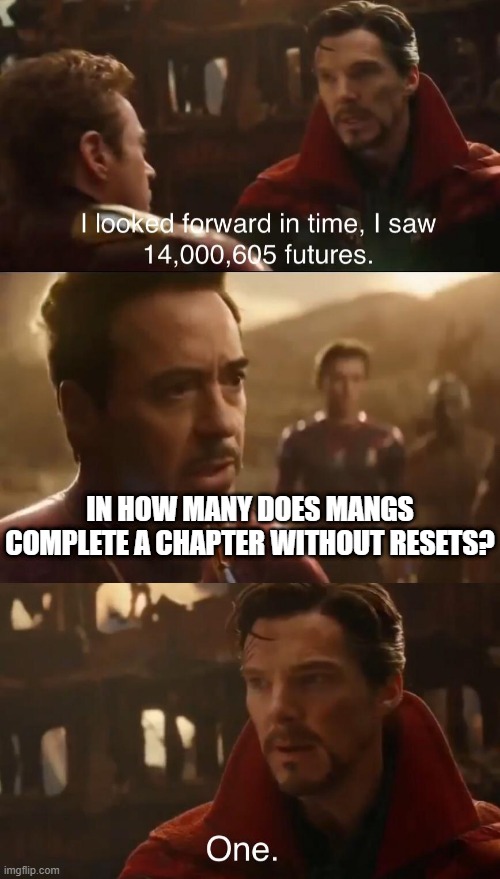 I looked forward in time, I saw
14,000,605 futures.
IN HOW MANY DOES MANGS
COMPLETE A CHAPTER WITHOUT RESETS?
One.
imgflip.com